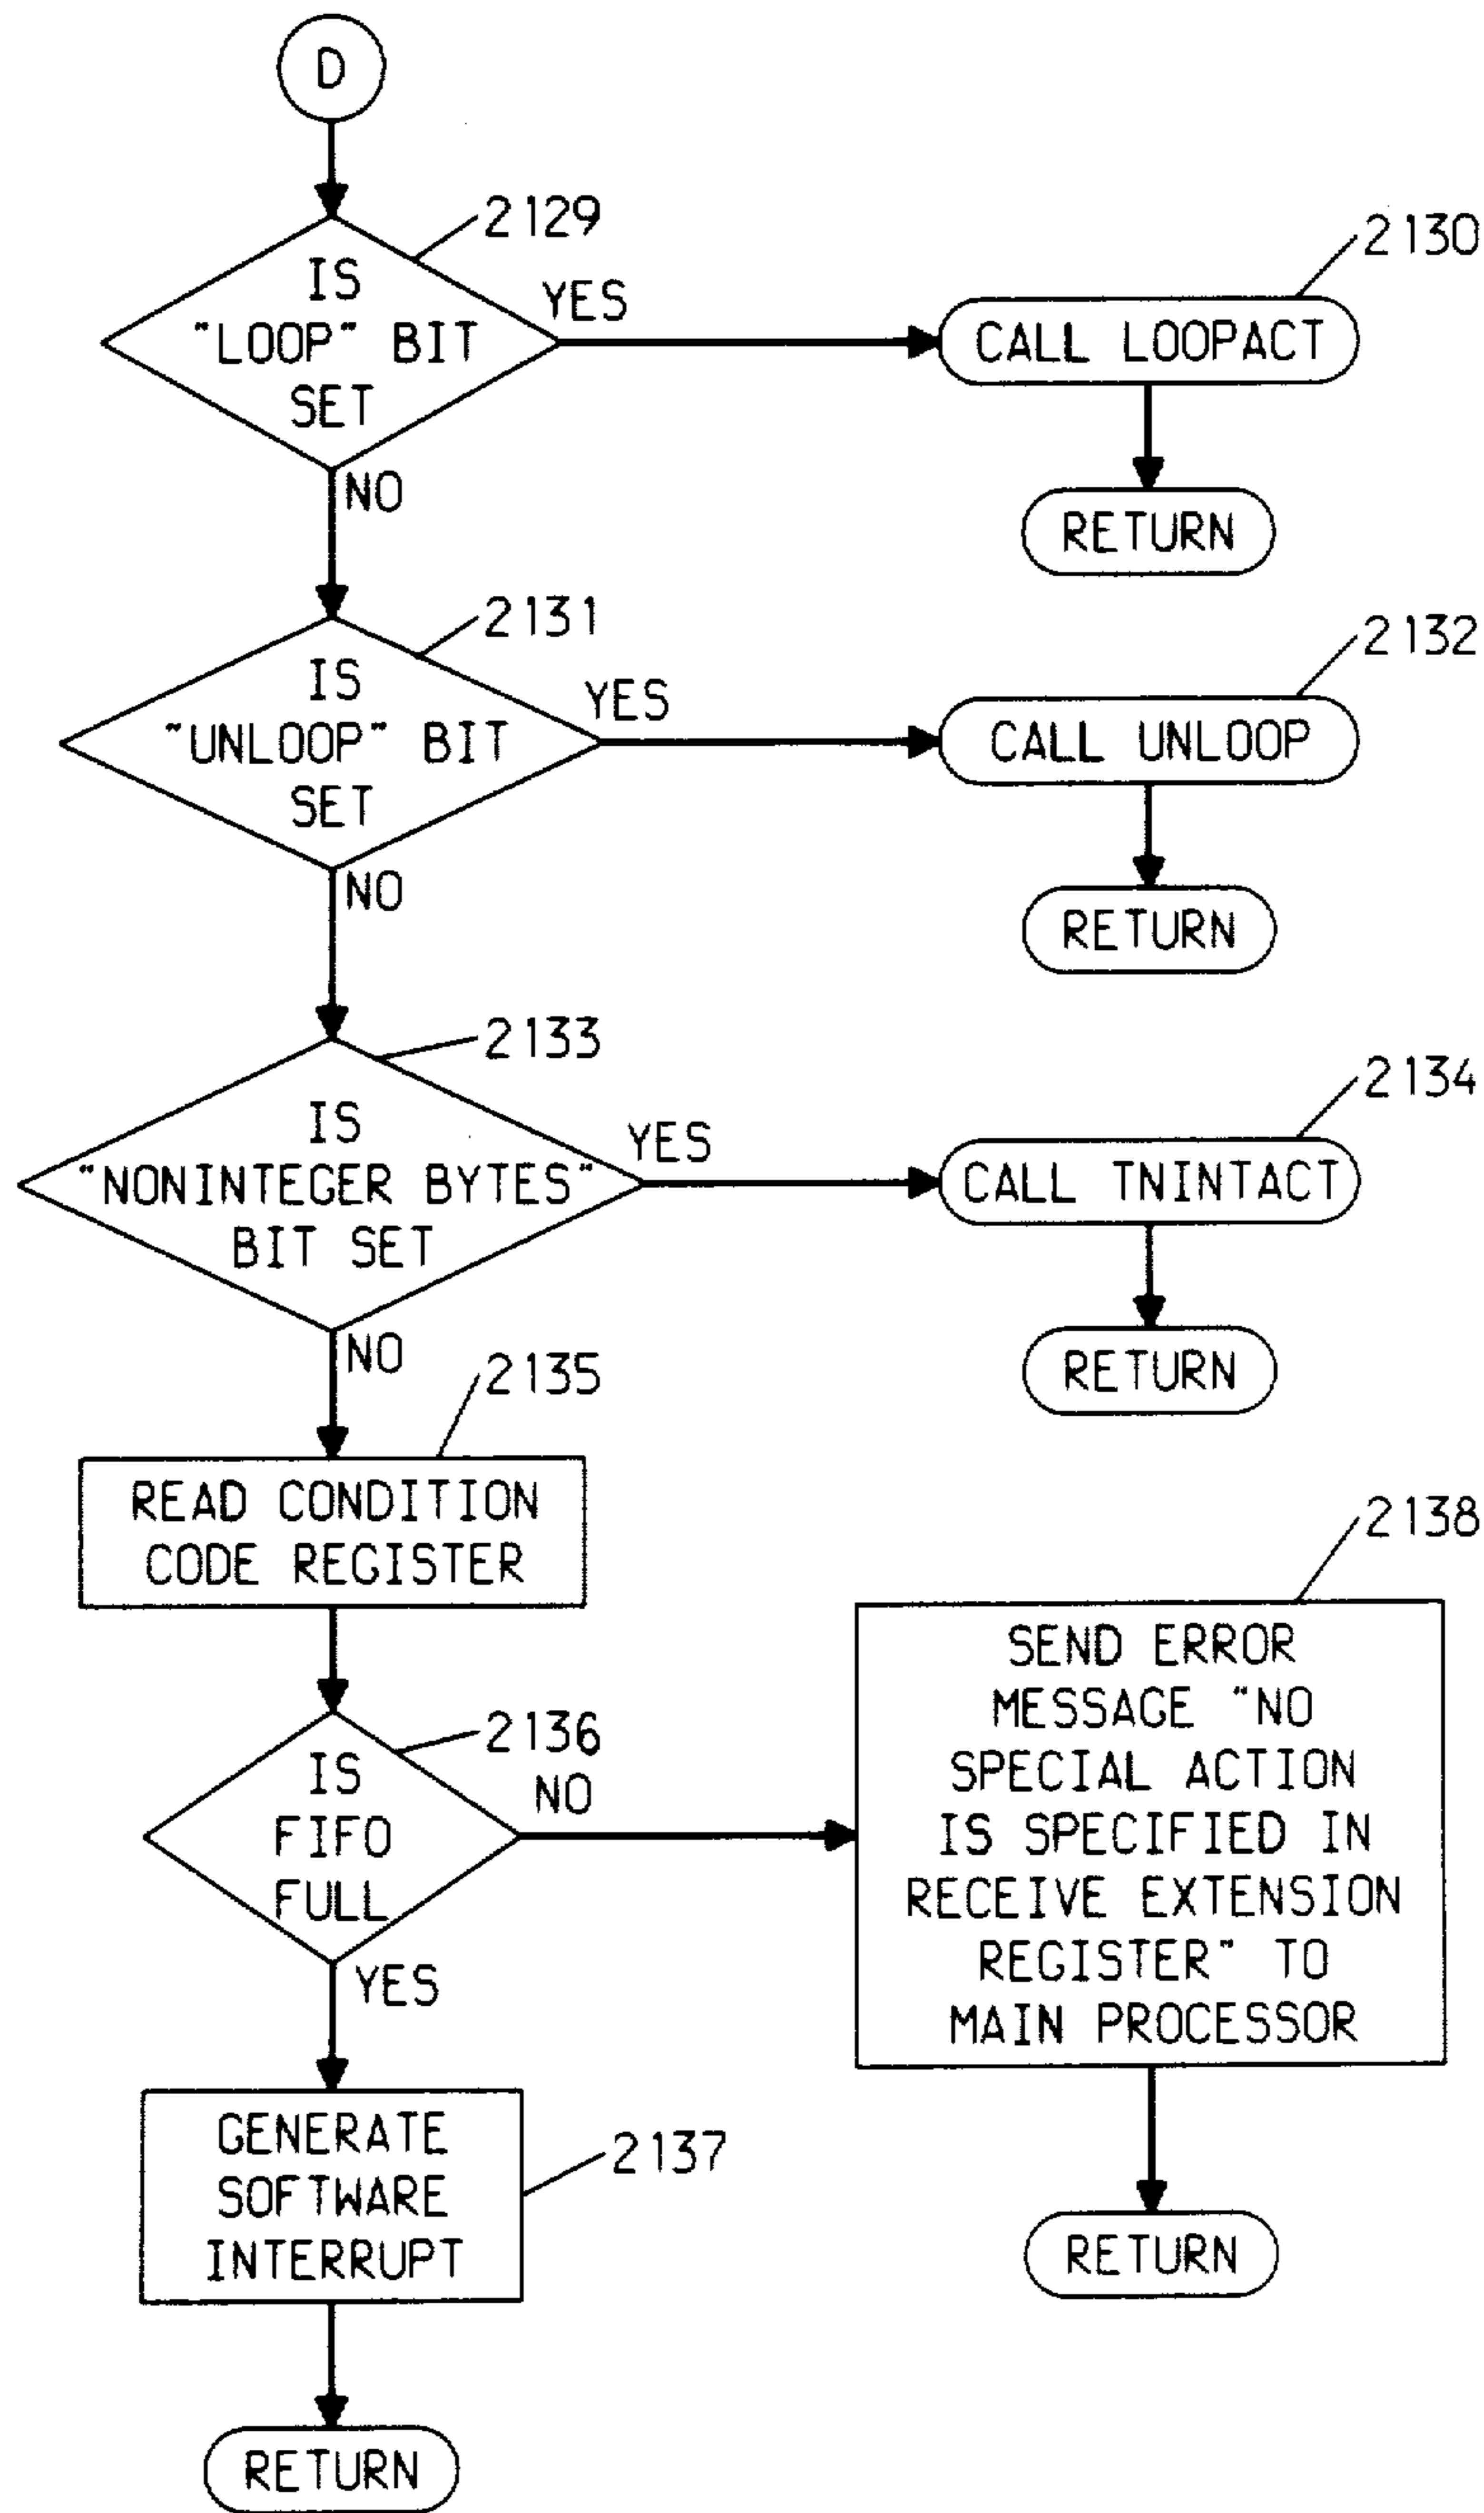 D
2129
IS
"LOOP" BIT
SET
YES
2130
CALL LOOPACT
RETURN
NO
2131
IS
"UNLOOP" BIT
SET
YES
2132
CALL UNLOOP
RETURN
NO
2133
IS
"NONINTEGER BYTES"
BIT SET
YES
2134
CALL TNINTACT
RETURN
NO
2135
READ CONDITION
CODE REGISTER
2136
IS
FIFO
FULL
NO
2138
SEND ERROR
MESSAGE "NO
SPECIAL ACTION
IS SPECIFIED IN
RECEIVE EXTENSION
REGISTER" TO
MAIN PROCESSOR
RETURN
YES
GENERATE
SOFTWARE
INTERRUPT
2137
RETURN